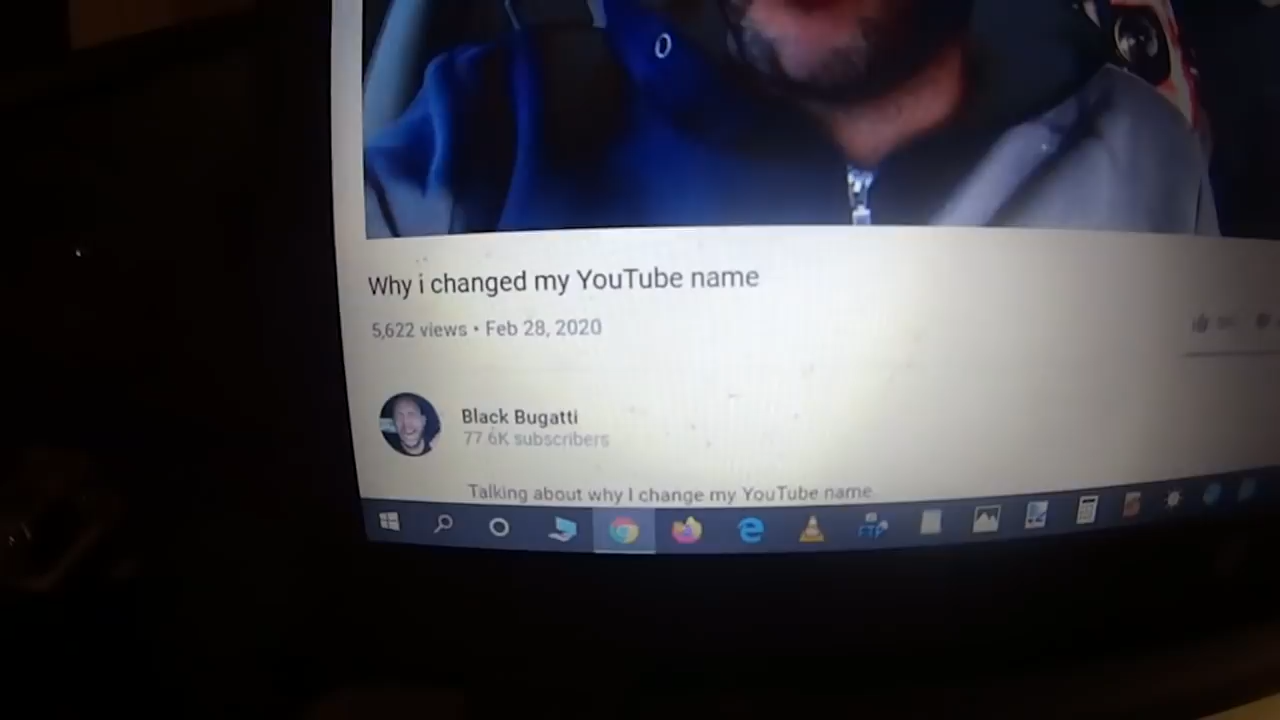 Why i changed my YouTube name
5,622 views • Feb 28, 2020
Black Bugatti
77.6K subscribers
Talking about why I change my YouTube name
FTP